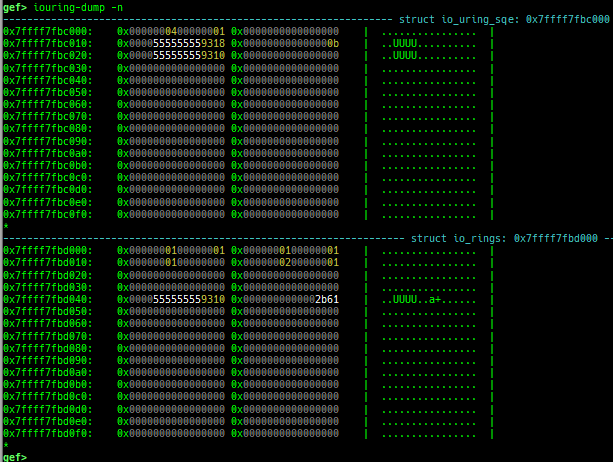 gef> iouring-dump -n
---------------------------------------------------------------- struct io_uring_sqe: 0x7ffff7fbc000
0x7ffff7fbc000: 0x0000000400000001 0x0000000000000000 | ................ |
0x7ffff7fbc010: 0x0000555555559318 0x000000000000000b | ..UUUU.......... |
0x7ffff7fbc020: 0x0000555555559310 0x0000000000000000 | ..UUUU.......... |
0x7ffff7fbc030: 0x0000000000000000 0x0000000000000000 | ................ |
0x7ffff7fbc040: 0x0000000000000000 0x0000000000000000 | ................ |
0x7ffff7fbc050: 0x0000000000000000 0x0000000000000000 | ................ |
0x7ffff7fbc060: 0x0000000000000000 0x0000000000000000 | ................ |
0x7ffff7fbc070: 0x0000000000000000 0x0000000000000000 | ................ |
0x7ffff7fbc080: 0x0000000000000000 0x0000000000000000 | ................ |
0x7ffff7fbc090: 0x0000000000000000 0x0000000000000000 | ................ |
0x7ffff7fbc0a0: 0x0000000000000000 0x0000000000000000 | ................ |
0x7ffff7fbc0b0: 0x0000000000000000 0x0000000000000000 | ................ |
0x7ffff7fbc0c0: 0x0000000000000000 0x0000000000000000 | ................ |
0x7ffff7fbc0d0: 0x0000000000000000 0x0000000000000000 | ................ |
0x7ffff7fbc0e0: 0x0000000000000000 0x0000000000000000 | ................ |
0x7ffff7fbc0f0: 0x0000000000000000 0x0000000000000000 | ................ |
*
------------------------------------------------------------------ struct io_rings: 0x7ffff7fbd000 --
0x7ffff7fbd000: 0x0000000100000001 0x0000000100000001 | ................ |
0x7ffff7fbd010: 0x0000000100000000 0x0000000200000001 | ................ |
0x7ffff7fbd020: 0x0000000000000000 0x0000000000000000 | ................ |
0x7ffff7fbd030: 0x0000000000000000 0x0000000000000000 | ................ |
0x7ffff7fbd040: 0x0000555555559310 0x0000000000002b61 | ..UUUU..a+...... |
0x7ffff7fbd050: 0x0000000000000000 0x0000000000000000 | ................ |
0x7ffff7fbd060: 0x0000000000000000 0x0000000000000000 | ................ |
0x7ffff7fbd070: 0x0000000000000000 0x0000000000000000 | ................ |
0x7ffff7fbd080: 0x0000000000000000 0x0000000000000000 | ................ |
0x7ffff7fbd090: 0x0000000000000000 0x0000000000000000 | ................ |
0x7ffff7fbd0a0: 0x0000000000000000 0x0000000000000000 | ................ |
0x7ffff7fbd0b0: 0x0000000000000000 0x0000000000000000 | ................ |
0x7ffff7fbd0c0: 0x0000000000000000 0x0000000000000000 | ................ |
0x7ffff7fbd0d0: 0x0000000000000000 0x0000000000000000 | ................ |
0x7ffff7fbd0e0: 0x0000000000000000 0x0000000000000000 | ................ |
0x7ffff7fbd0f0: 0x0000000000000000 0x0000000000000000 | ................ |
*
gef>